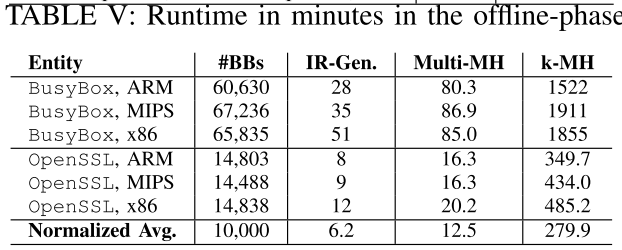 TABLE V: Runtime in minutes in the offline-phase
Entity #BBs IR-Gen. Multi-MH k-MH
BusyBox, ARM 60,630 28 80.3 1522
BusyBox, MIPS 67,236 35 86.9 1911
BusyBox, x86 65,835 51 85.0 1855
OpenSSL, ARM 14,803 8 16.3 349.7
OpenSSL, MIPS 14,488 9 16.3 434.0
OpenSSL, x86 14,838 12 20.2 485.2
Normalized Avg. 10,000 6.2 12.5 279.9